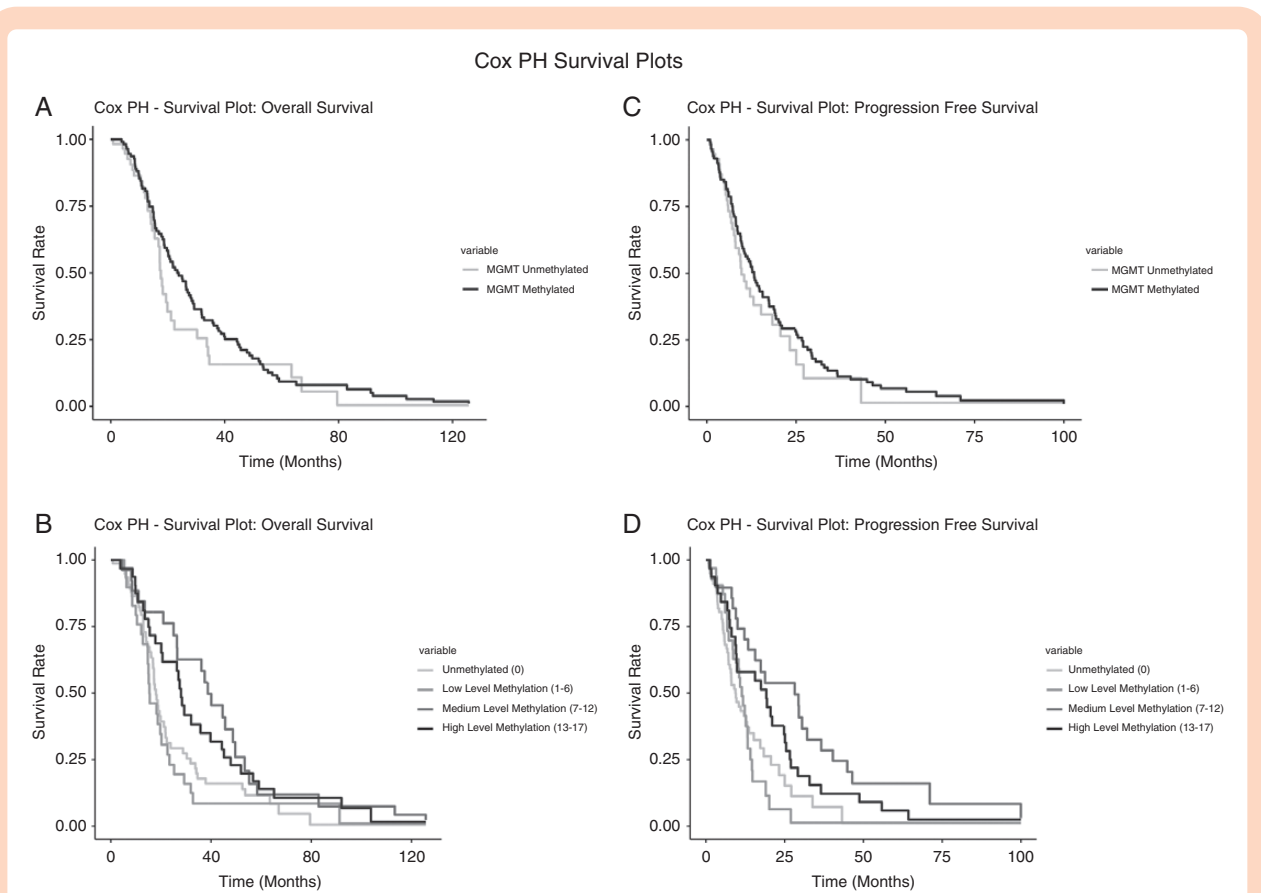 Cox PH Survival Plots
A
Cox PH - Survival Plot: Overall Survival
1.00
0.75
0.50
0.25
0.00
Survival Rate
0
40
80
120
Time (Months)
variable
MGMT Unmethylated
MGMT Methylated
C
Cox PH - Survival Plot: Progression Free Survival
1.00
0.75
0.50
0.25
0.00
Survival Rate
0
25
50
75
100
Time (Months)
variable
MGMT Unmethylated
MGMT Methylated
B
Cox PH - Survival Plot: Overall Survival
1.00
0.75
0.50
0.25
0.00
Survival Rate
0
40
80
120
Time (Months)
variable
Unmethylated (0)
Low Level Methylation (1-6)
Medium Level Methylation (7-12)
High Level Methylation (13-17)
D
Cox PH - Survival Plot: Progression Free Survival
1.00
0.75
0.50
0.25
0.00
Survival Rate
0
25
50
75
100
Time (Months)
variable
Unmethylated (0)
Low Level Methylation (1-6)
Medium Level Methylation (7-12)
High Level Methylation (13-17)